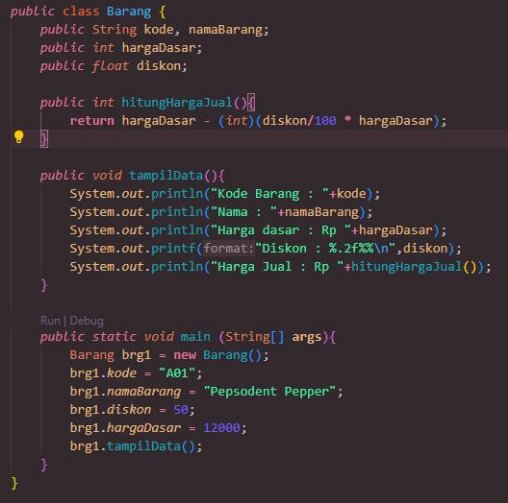 public class Barang {
public String kode, namaBarang;
public int hargaDasar;
public float diskon;
public int hitungHargaJual(){
return hargaDasar - (int)(diskon/100 * hargaDasar);
}
public void tampilData(){
System.out.println("Kode Barang : "+kode);
System.out.println("Nama : "+namaBarang);
System.out.println("Harga dasar : Rp "+hargaDasar);
System.out.printf(format:"Diskon : %.2f%%\n",diskon);
System.out.println("Harga Jual : Rp "+hitungHargaJual());
}
Run | Debug
public static void main (String[] args){
Barang brg1 = new Barang();
brg1.kode = "A01";
brg1.namaBarang = "Pepsodent Pepper";
brg1.diskon = 50;
brg1.hargaDasar = 12000;
brg1.tampilData();
}
}